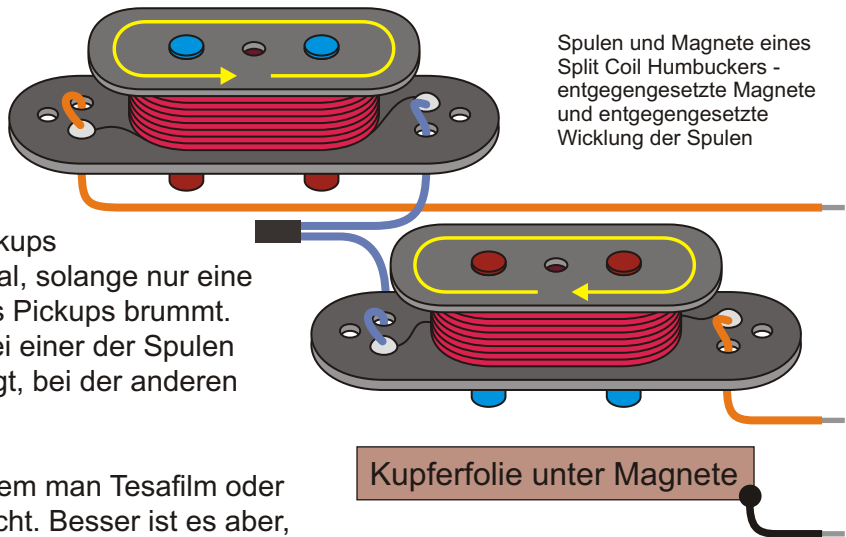 Spulen und Magnete eines
Split Coil Humbuckers -
entgegengesetzte Magnete
und entgegengesetzte
Wicklung der Spulen
kups
al, solange nur eine
s Pickups brummt.
ei einer der Spulen
gt, bei der anderen
em man Tesafilm oder
cht. Besser ist es aber,
Kupferfolie unter Magnete